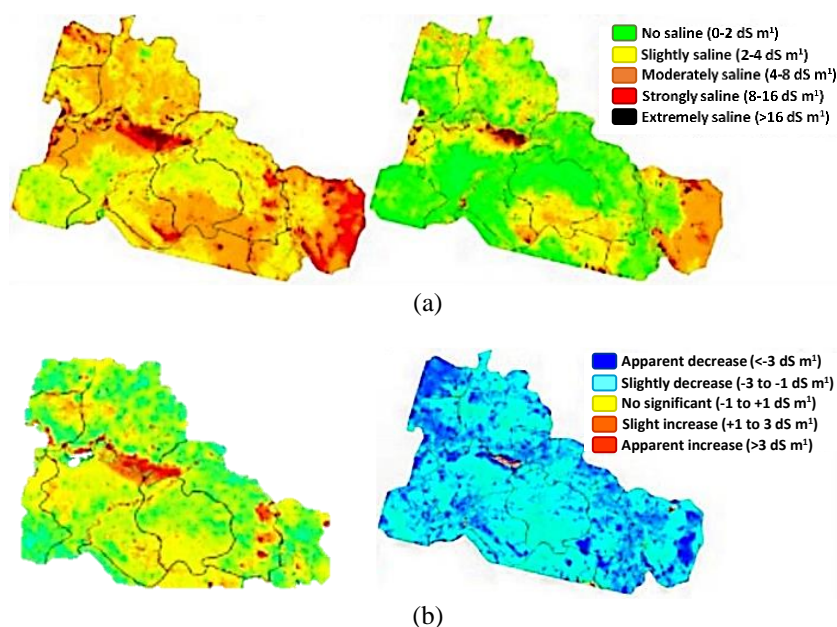 No saline (0-2 dS m¹)
Slightly saline (2-4 dS m¹)
Moderately saline (4-8 dS m¹)
Strongly saline (8-16 dS m¹)
Extremely saline (>16 dS m¹)
(a)
Apparent decrease (<-3 dS m¹)
Slightly decrease (-3 to -1 dS m¹)
No significant (-1 to +1 dS m¹)
Slight increase (+1 to 3 dS m¹)
Apparent increase (>3 dS m¹)
(b)